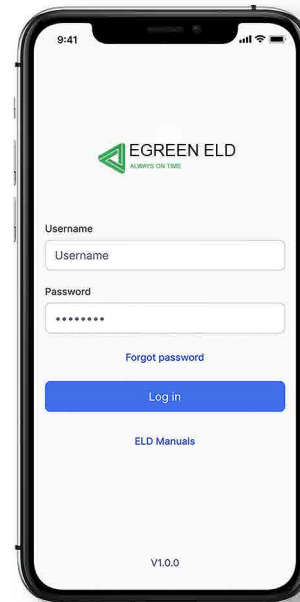 9:41
EGREEN ELD
ALWAYS ON TIME
Username
Username
Password
Forgot password
Log in
ELD Manuals
V1.0.0